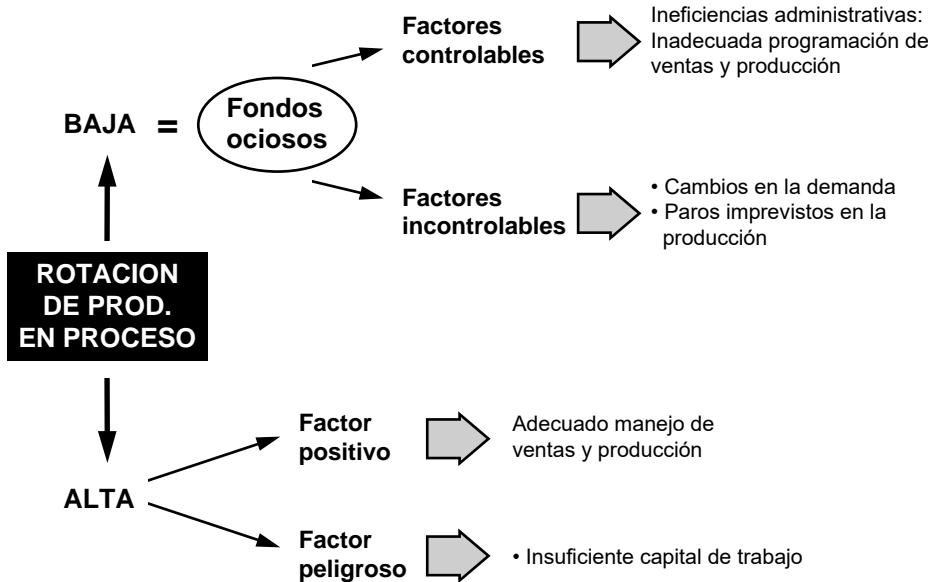 Factores
controlables
Ineficiencias administrativas:
Inadecuada programación de
ventas y producción
BAJA =
Fondos
ociosos
Factores
incontrolables
• Cambios en la demanda
• Paros imprevistos en la
producción
ROTACION
DE PROD.
EN PROCESO
Factor
positivo
Adecuado manejo de
ventas y producción
ALTA
Factor
peligroso
• Insuficiente capital de trabajo